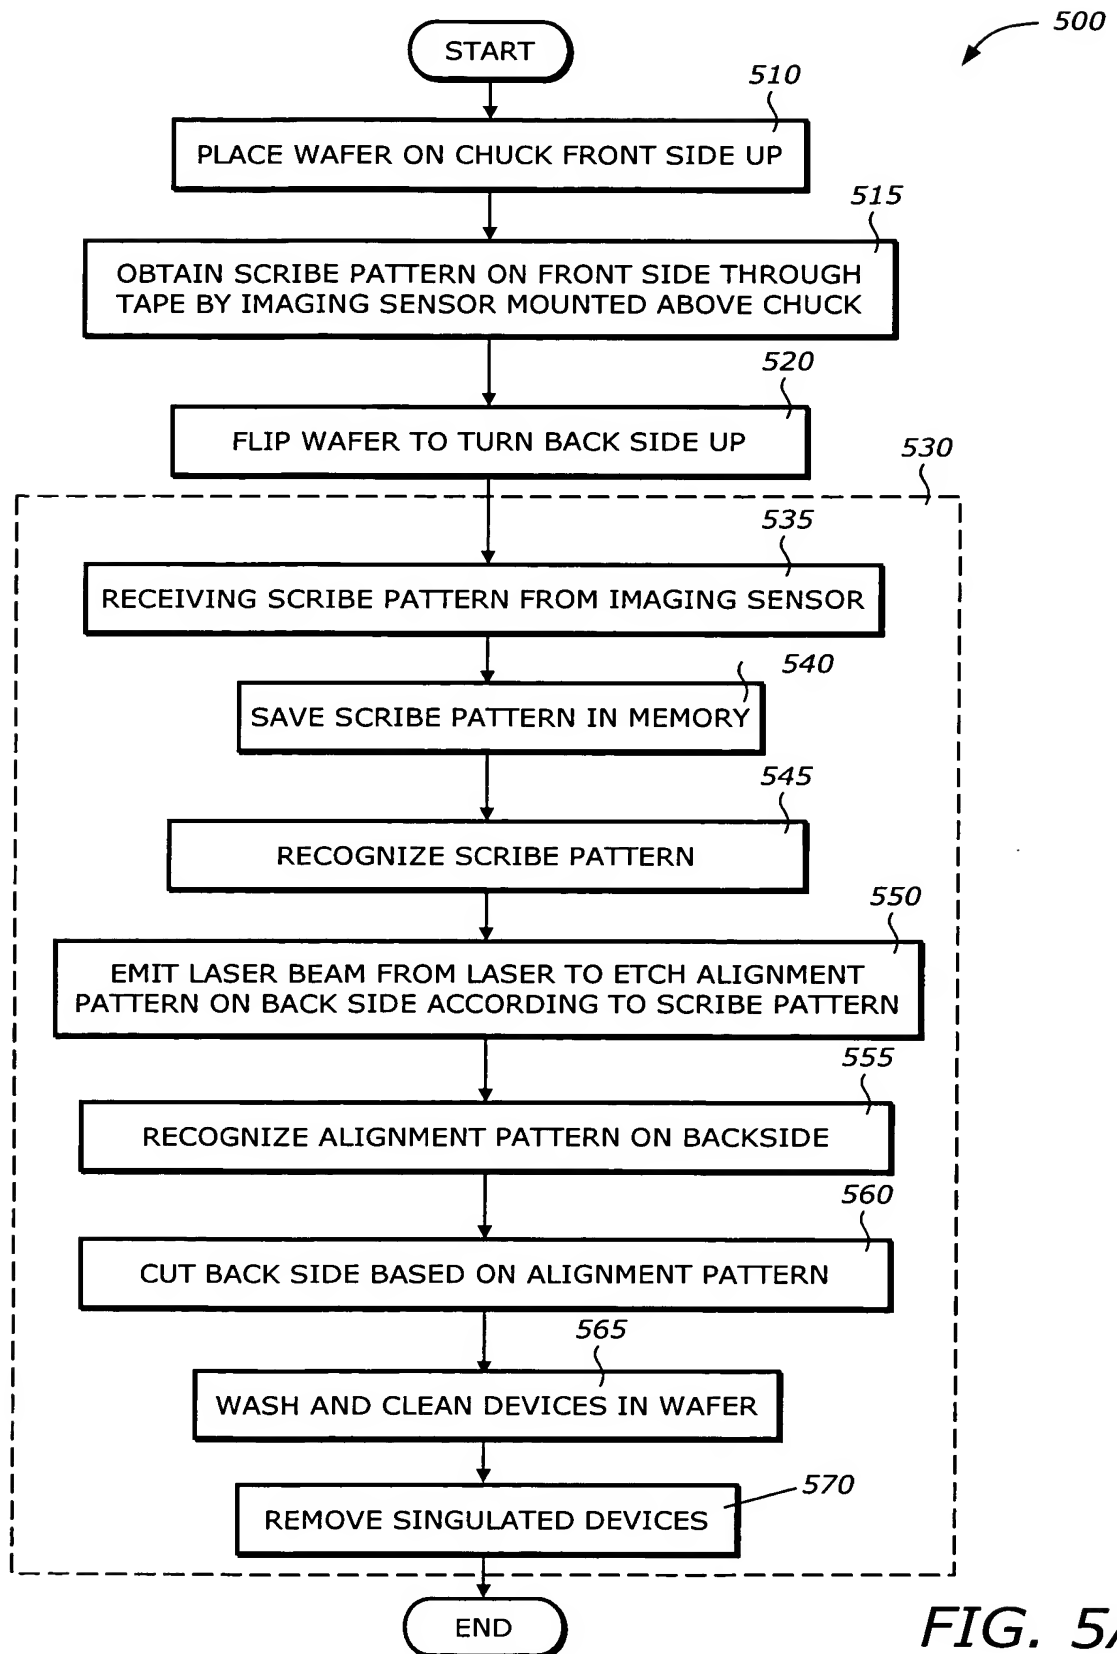 500
START
510
PLACE WAFER ON CHUCK FRONT SIDE UP
515
OBTAIN SCRIBE PATTERN ON FRONT SIDE THROUGH
TAPE BY IMAGING SENSOR MOUNTED ABOVE CHUCK
520
FLIP WAFER TO TURN BACK SIDE UP
530
535
RECEIVING SCRIBE PATTERN FROM IMAGING SENSOR
540
SAVE SCRIBE PATTERN IN MEMORY
545
RECOGNIZE SCRIBE PATTERN
550
EMIT LASER BEAM FROM LASER TO ETCH ALIGNMENT
PATTERN ON BACK SIDE ACCORDING TO SCRIBE PATTERN
555
RECOGNIZE ALIGNMENT PATTERN ON BACKSIDE
560
CUT BACK SIDE BASED ON ALIGNMENT PATTERN
565
WASH AND CLEAN DEVICES IN WAFER
570
REMOVE SINGULATED DEVICES
END
FIG.